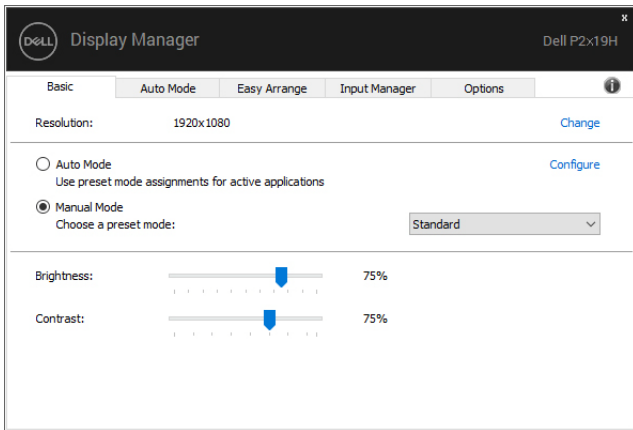 x
DELL Display Manager Dell P2x19H
Basic Auto Mode Easy Arrange Input Manager Options i
Resolution: 1920x1080 Change
Auto Mode Configure
Use preset mode assignments for active applications
Manual Mode
Choose a preset mode: Standard
Brightness: 75%
Contrast: 75%